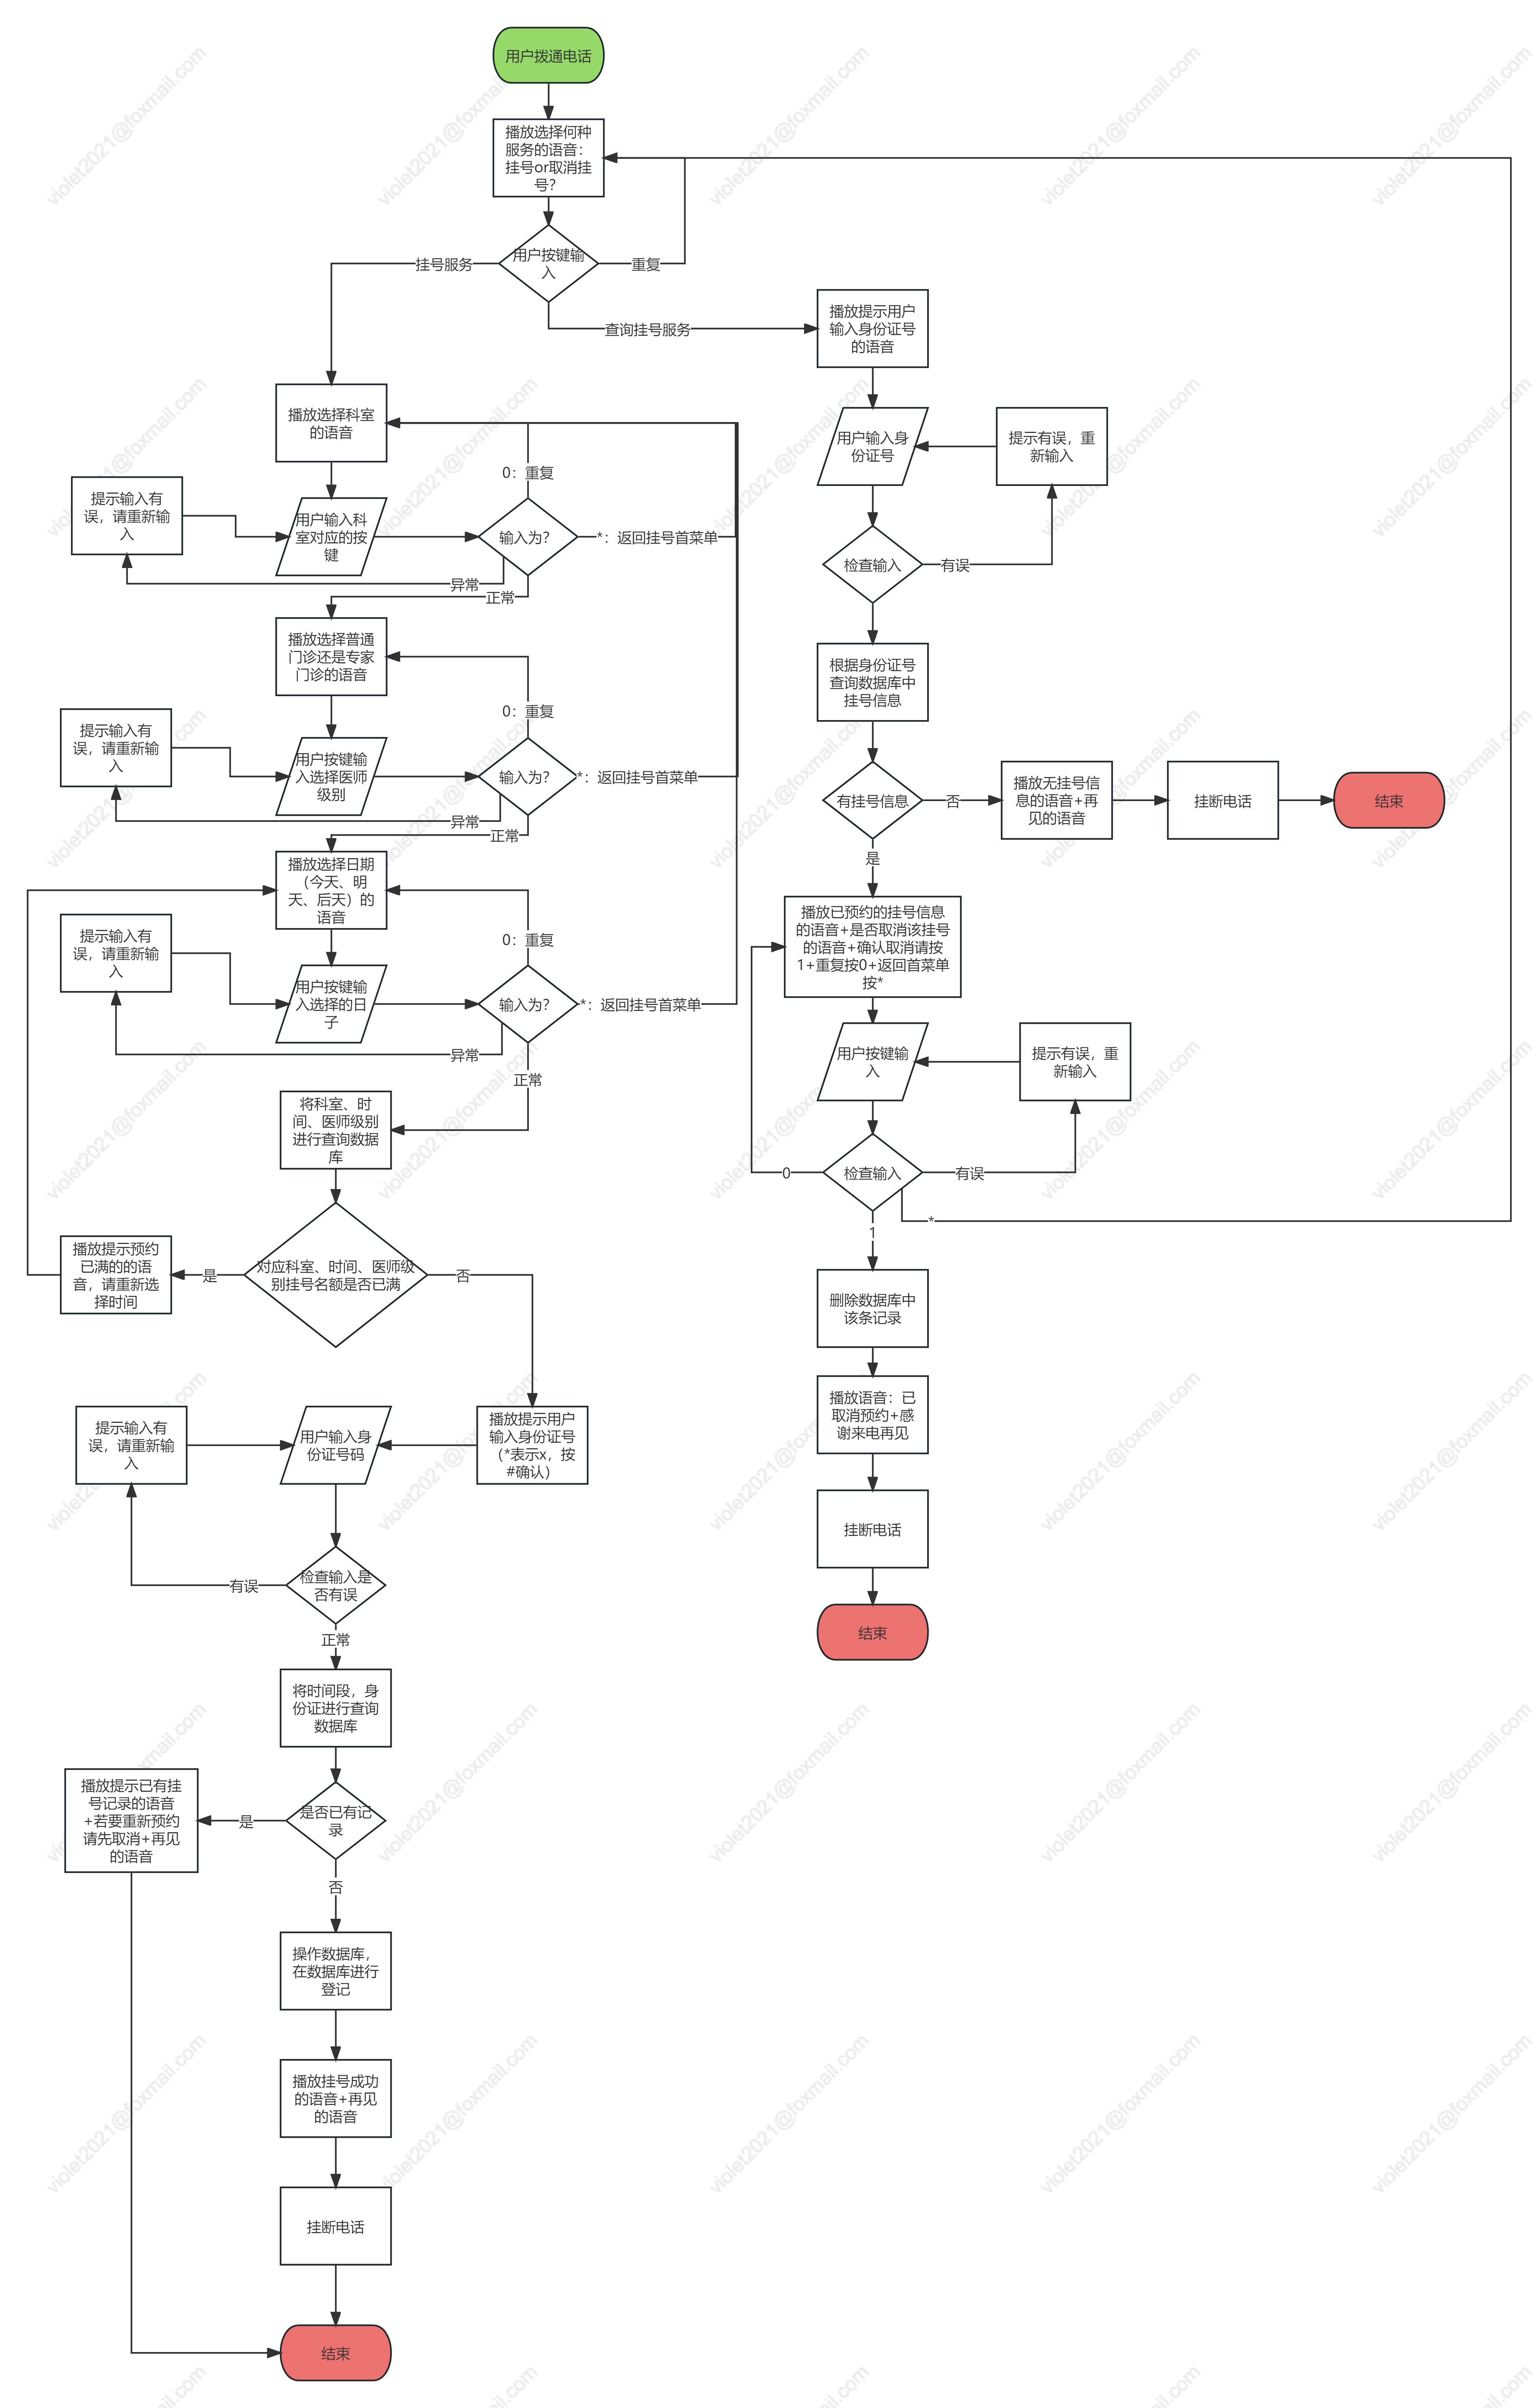 用户拨通电话
播放选择何种
服务的语音：
挂号or取消挂
号？
用户按键输
入
挂号服务
重复
查询挂号服务
播放选择科室
的语音
0：重复
提示输入有
误，请重新输
入
用户输入科
室对应的按
键
输入为？
*：返回挂号首菜单
异常
正常
播放选择普通
门诊还是专家
门诊的语音
0：重复
提示输入有
误，请重新输
入
用户按键输
入选择医师
级别
输入为？
*：返回挂号首菜单
异常
正常
播放选择日期
（今天、明
天、后天）的
语音
0：重复
提示输入有
误，请重新输
入
用户按键输
入选择的日
子
输入为？
*：返回挂号首菜单
异常
正常
将科室、时
间、医师级别
进行查询数据
库
播放提示预约
已满的的语
音，请重新选
择时间
是
对应科室、时间、医师级
别挂号名额是否已满
否
提示输入有
误，请重新输
入
用户输入身
份证号码
播放提示用户
输入身份证号
（*表示x，按
#确认）
有误
检查输入是
否有误
正常
将时间段，身
份证进行查询
数据库
播放提示已有挂
号记录的语音
+若要重新预约
请先取消+再见
的语音
是
是否已有记
录
否
操作数据库，
在数据库进行
登记
播放挂号成功
的语音+再见
的语音
挂断电话
结束
播放提示用户
输入身份证号
的语音
用户输入身
份证号
提示有误，重
新输入
检查输入
有误
根据身份证号
查询数据库中
挂号信息
有挂号信息
否
播放无挂号信
息的语音+再
见的语音
挂断电话
结束
是
播放已预约的挂号信息
的语音+是否取消该挂号
的语音+确认取消请按
1+重复按0+返回首菜单
按*
用户按键输
入
提示有误，重
新输入
0
检查输入
有误
*
1
删除数据库中
该条记录
播放语音：已
取消预约+感
谢来电再见
挂断电话
结束
violet2021@foxmail.com